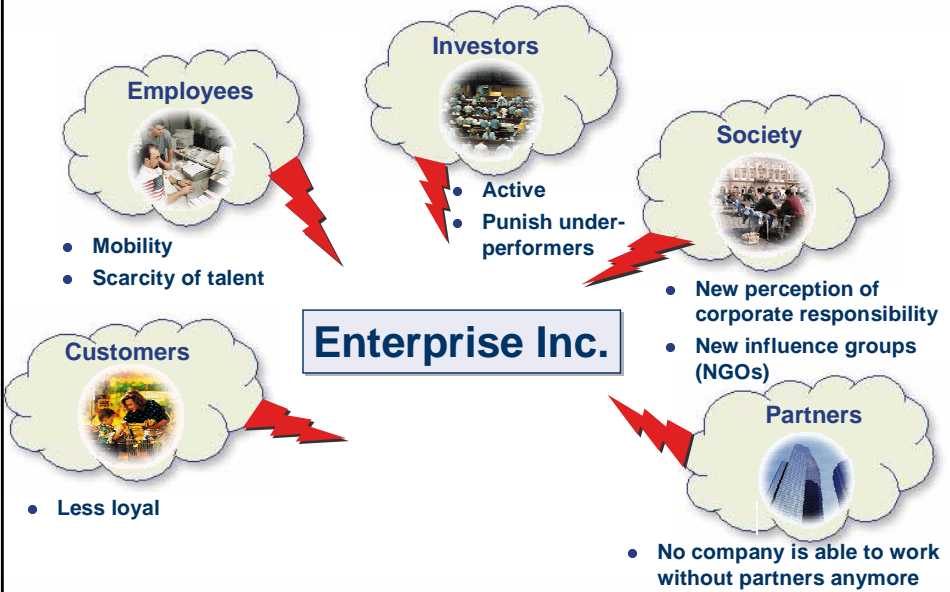 Investors
Employees
Society
Active
Punish under-
performers
Mobility
Scarcity of talent
New perception of
corporate responsibility
New influence groups
(NGOs)
Enterprise Inc.
Customers
Less loyal
Partners
No company is able to work
without partners anymore